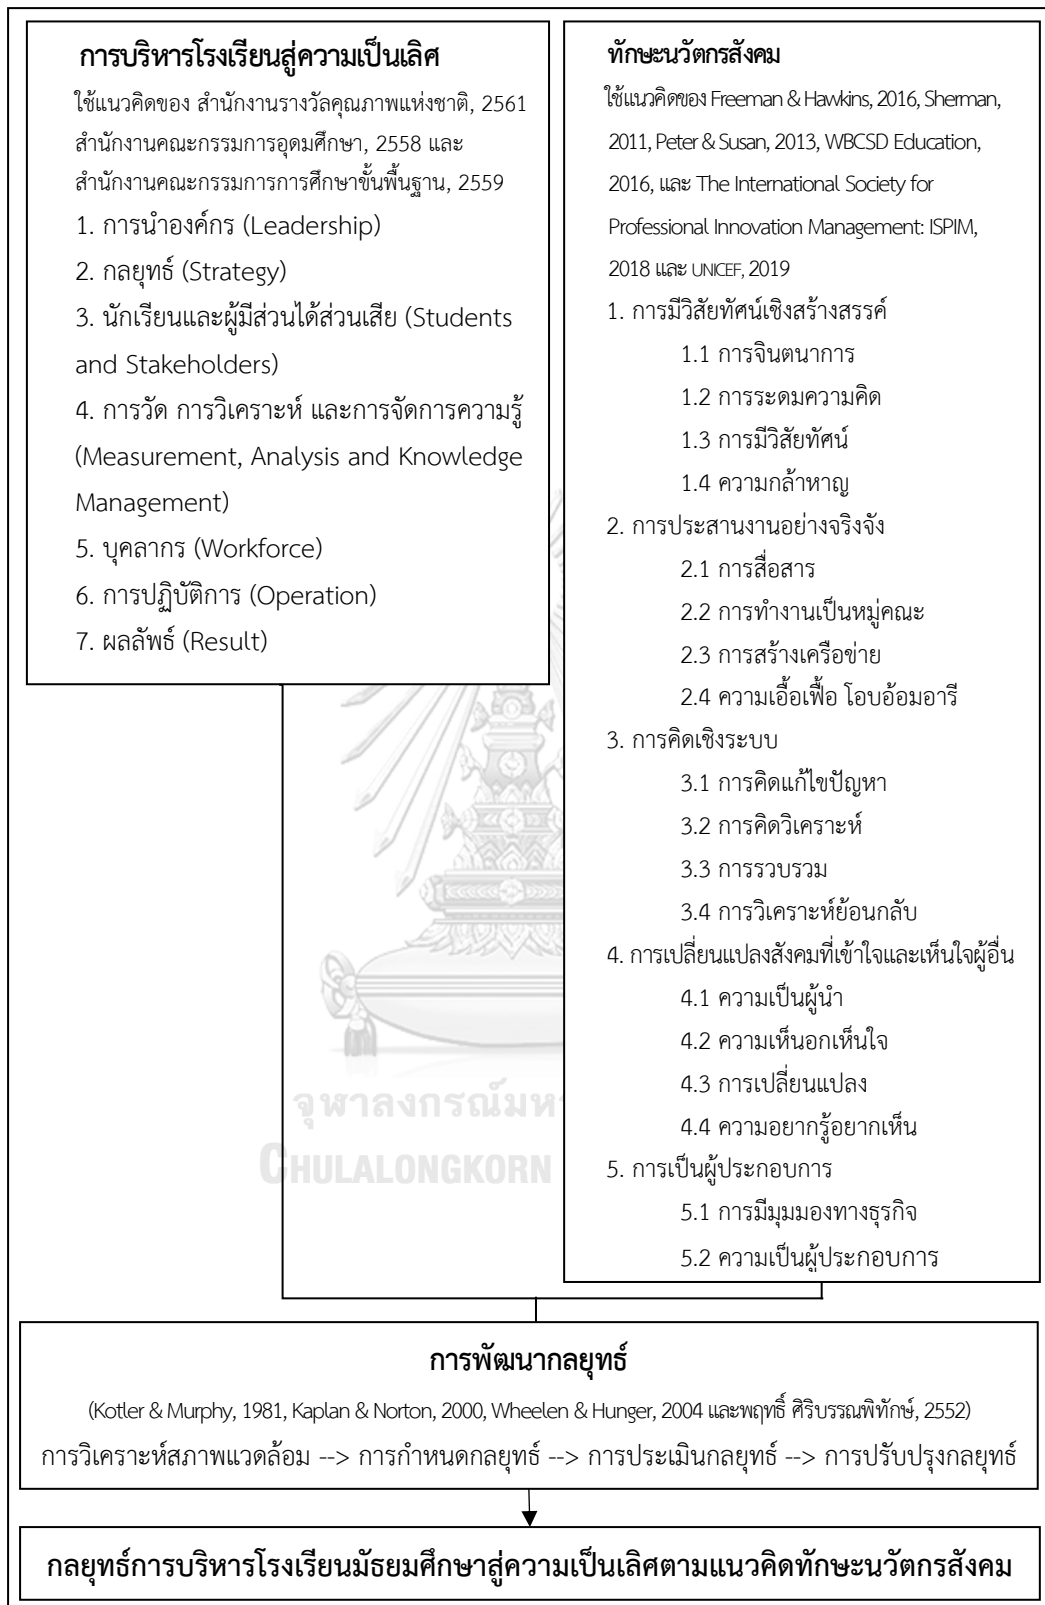 การบริหารโรงเรียนสู่ความเป็นเลิศ
ใช้แนวคิดของ สำนักงานรางวัลคุณภาพแห่งชาติ, 2561
สำนักงานคณะกรรมการอุดมศึกษา, 2558 และ
สำนักงานคณะกรรมการการศึกษาขั้นพื้นฐาน, 2559
1. การนำองค์กร (Leadership)
2. กลยุทธ์ (Strategy)
3. นักเรียนและผู้มีส่วนได้ส่วนเสีย (Students
and Stakeholders)
4. การวัด การวิเคราะห์ และการจัดการความรู้
(Measurement, Analysis and Knowledge
Management)
5. บุคลากร (Workforce)
6. การปฏิบัติการ (Operation)
7. ผลลัพธ์ (Result)
ทักษะนวัตกรสังคม
ใช้แนวคิดของ Freeman & Hawkins, 2016, Sherman,
2011, Peter & Susan, 2013, WBCSD Education,
2016, และ The International Society for
Professional Innovation Management: ISPIM,
2018 และ UNICEF, 2019
1. การมีวิสัยทัศน์เชิงสร้างสรรค์
1.1 การจินตนาการ
1.2 การระดมความคิด
1.3 การมีวิสัยทัศน์
1.4 ความกล้าหาญ
2. การประสานงานอย่างจริงจัง
2.1 การสื่อสาร
2.2 การทำงานเป็นหมู่คณะ
2.3 การสร้างเครือข่าย
2.4 ความเอื้อเฟื้อ โอบอ้อมอารี
3. การคิดเชิงระบบ
3.1 การคิดแก้ไขปัญหา
3.2 การคิดวิเคราะห์
3.3 การรวบรวม
3.4 การวิเคราะห์ย้อนกลับ
4. การเปลี่ยนแปลงสังคมที่เข้าใจและเห็นใจผู้อื่น
4.1 ความเป็นผู้นำ
4.2 ความเห็นอกเห็นใจ
4.3 การเปลี่ยนแปลง
4.4 ความอยากรู้อยากเห็น
5. การเป็นผู้ประกอบการ
5.1 การมีมุมมองทางธุรกิจ
5.2 ความเป็นผู้ประกอบการ
จุฬาลงกรณ์มห
CHULALONGKORN
การพัฒนากลยุทธ์
(Kotler & Murphy, 1981, Kaplan & Norton, 2000, Wheelen & Hunger, 2004 และพฤทธิ์ ศิริบรรณพิทักษ์, 2552)
การวิเคราะห์สภาพแวดล้อม --> การกำหนดกลยุทธ์ --> การประเมินกลยุทธ์ --> การปรับปรุงกลยุทธ์
กลยุทธ์การบริหารโรงเรียนมัธยมศึกษาสู่ความเป็นเลิศตามแนวคิดทักษะนวัตกรสังคม